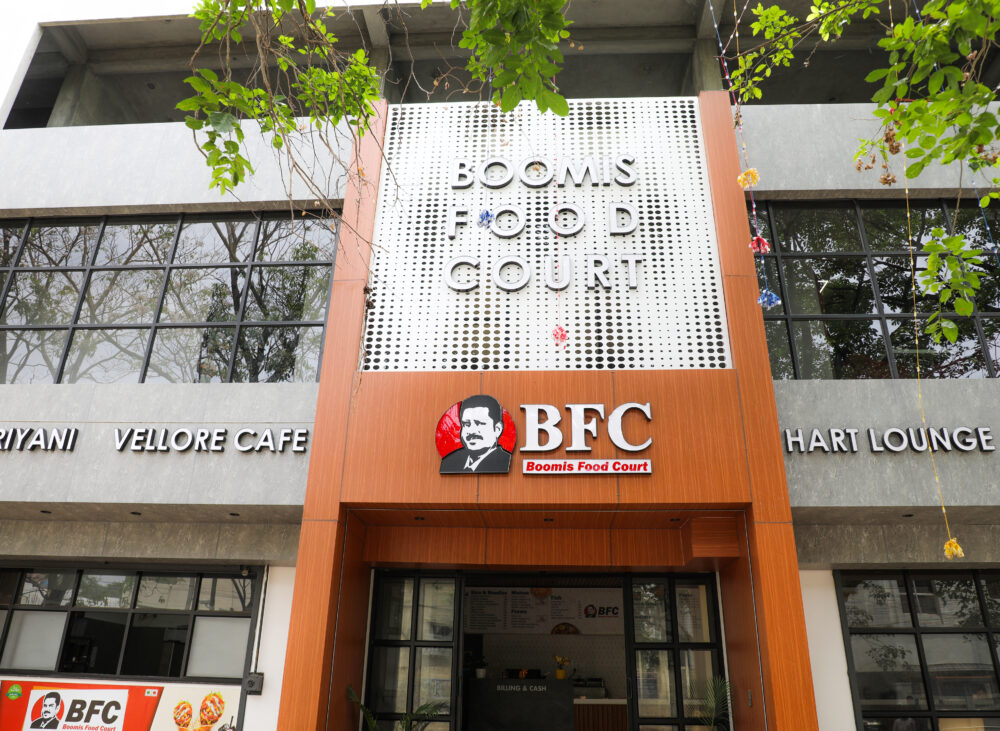 BOOMIS
FOOD
COURT
BFC
Boomis Food Court
RIYANI VELLORE CAFE
HART LOUNGE
BFC
BILLING & CASH
BFC
Boomis Food Court